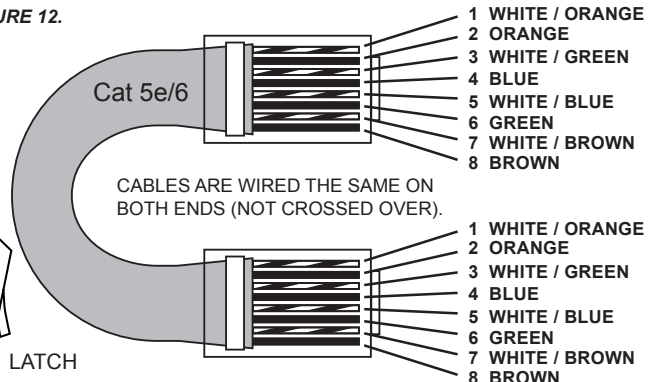 URE 12.
1 WHITE / ORANGE
2 ORANGE
3 WHITE / GREEN
4 BLUE
5 WHITE / BLUE
6 GREEN
7 WHITE / BROWN
8 BROWN
Cat 5e/6
CABLES ARE WIRED THE SAME ON
BOTH ENDS (NOT CROSSED OVER).
1 WHITE / ORANGE
2 ORANGE
3 WHITE / GREEN
4 BLUE
5 WHITE / BLUE
6 GREEN
7 WHITE / BROWN
8 BROWN
LATCH